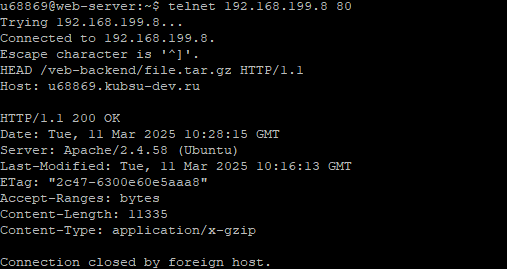 u68869@web-server:~$ telnet 192.168.199.8 80
Trying 192.168.199.8...
Connected to 192.168.199.8.
Escape character is '^]'.
HEAD /veb-backend/file.tar.gz HTTP/1.1
Host: u68869.kubsu-dev.ru

HTTP/1.1 200 OK
Date: Tue, 11 Mar 2025 10:28:15 GMT
Server: Apache/2.4.58 (Ubuntu)
Last-Modified: Tue, 11 Mar 2025 10:16:13 GMT
ETag: "2c47-6300e60e5aaa8"
Accept-Ranges: bytes
Content-Length: 11335
Content-Type: application/x-gzip

Connection closed by foreign host.